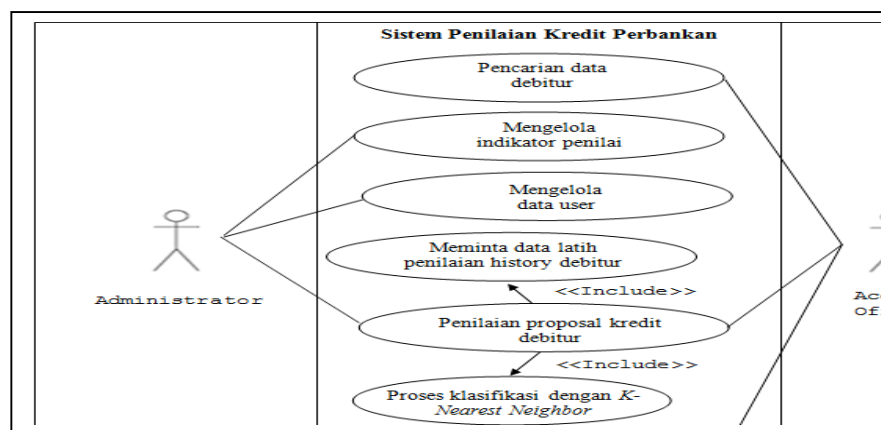 Sistem Penilaian Kredit Perbankan
Pencarian data
debitur
Mengelola
indikator penilai
Mengelola
data user
Meminta data latih
penilaian history debitur
<<Include>>
Administrator
Penilaian proposal kredit
debitur
<<Include>>
Proses klasifikasi dengan K-
Nearest Neighbor